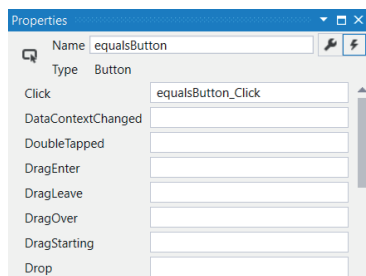 Properties
Name equalsButton
Type Button
Click equalsButton_Click
DataContextChanged
DoubleTapped
DragEnter
DragLeave
DragOver
DragStarting
Drop